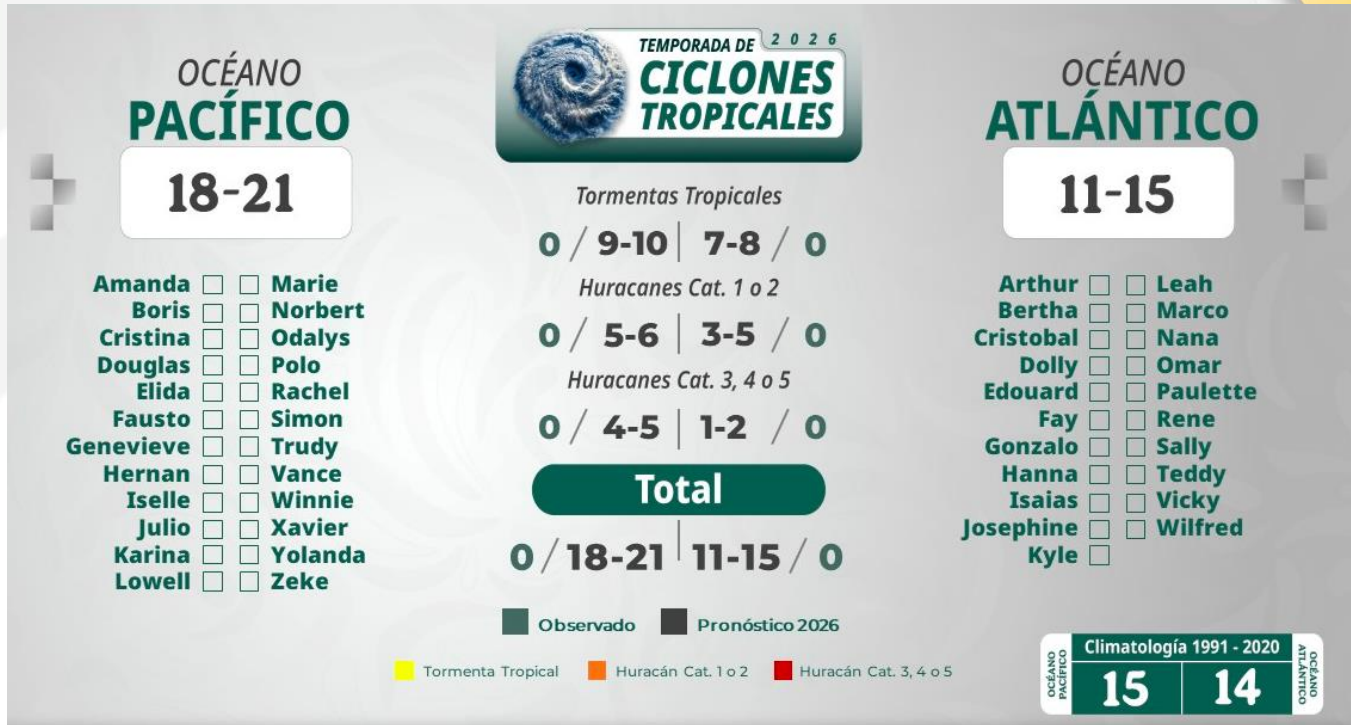 OCÉANO
PACÍFICO
18-21
Amanda Marie
Boris Norbert
Cristina Odalys
Douglas Polo
Elida Rachel
Fausto Simon
Genevieve Trudy
Hernan Vance
Iselle Winnie
Julio Xavier
Karina Yolanda
Lowell Zeke
TEMPORADA DE 2026
CICLONES
TROPICALES
Tormentas Tropicales
0 / 9-10 | 7-8 / 0
Huracanes Cat. 1 o 2
0 / 5-6 | 3-5 / 0
Huracanes Cat. 3, 4 o 5
0 / 4-5 | 1-2 / 0
Total
0 / 18-21 | 11-15 / 0
Observado Pronóstico 2026
Tormenta Tropical Huracán Cat. 1 o 2 Huracán Cat. 3, 4 o 5
OCÉANO
ATLÁNTICO
11-15
Arthur Leah
Bertha Marco
Cristobal Nana
Dolly Omar
Edouard Paulette
Fay Rene
Gonzalo Sally
Hanna Teddy
Isaias Vicky
Josephine Wilfred
Kyle
Climatología 1991 - 2020
OCÉANO
PACÍFICO
15 14
OCÉANO
ATLÁNTICO